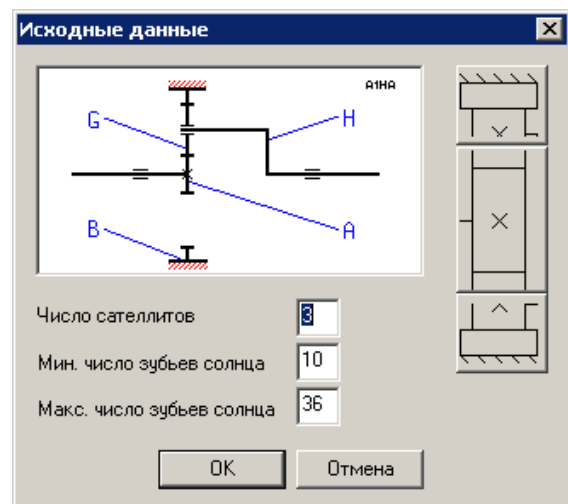 Исходные данные
A1HA
G
H
B
A
Число сателлитов 3
Мин. число зубьев солнца 10
Макс. число зубьев солнца 36
OK Отмена